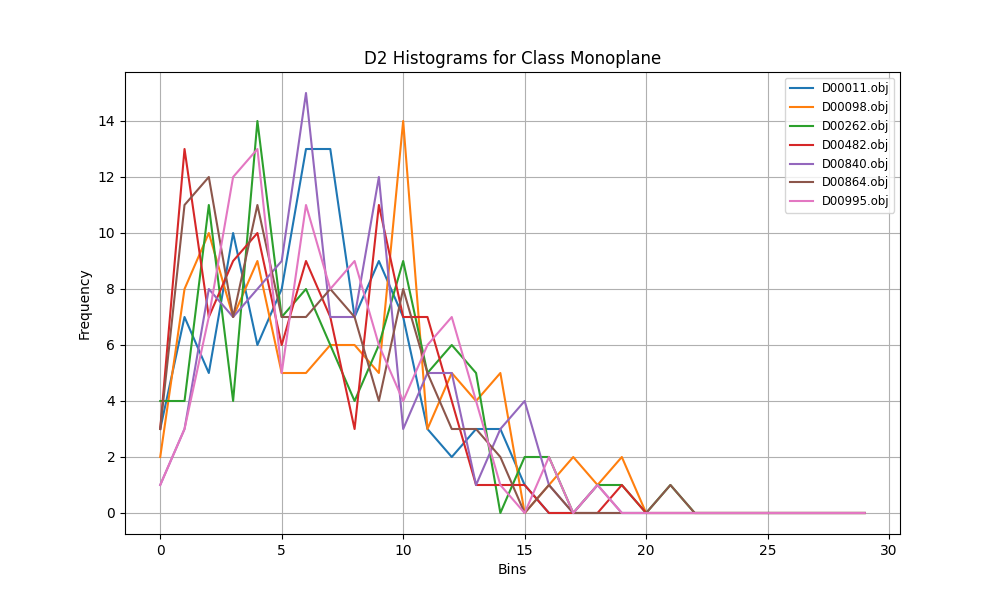 D2 Histograms for Class Monoplane
D00011.obj
D00098.obj
D00262.obj
D00482.obj
D00840.obj
D00864.obj
D00995.obj
Frequency
14
12
10
8
6
4
2
0
0 5 10 15 20 25 30
Bins